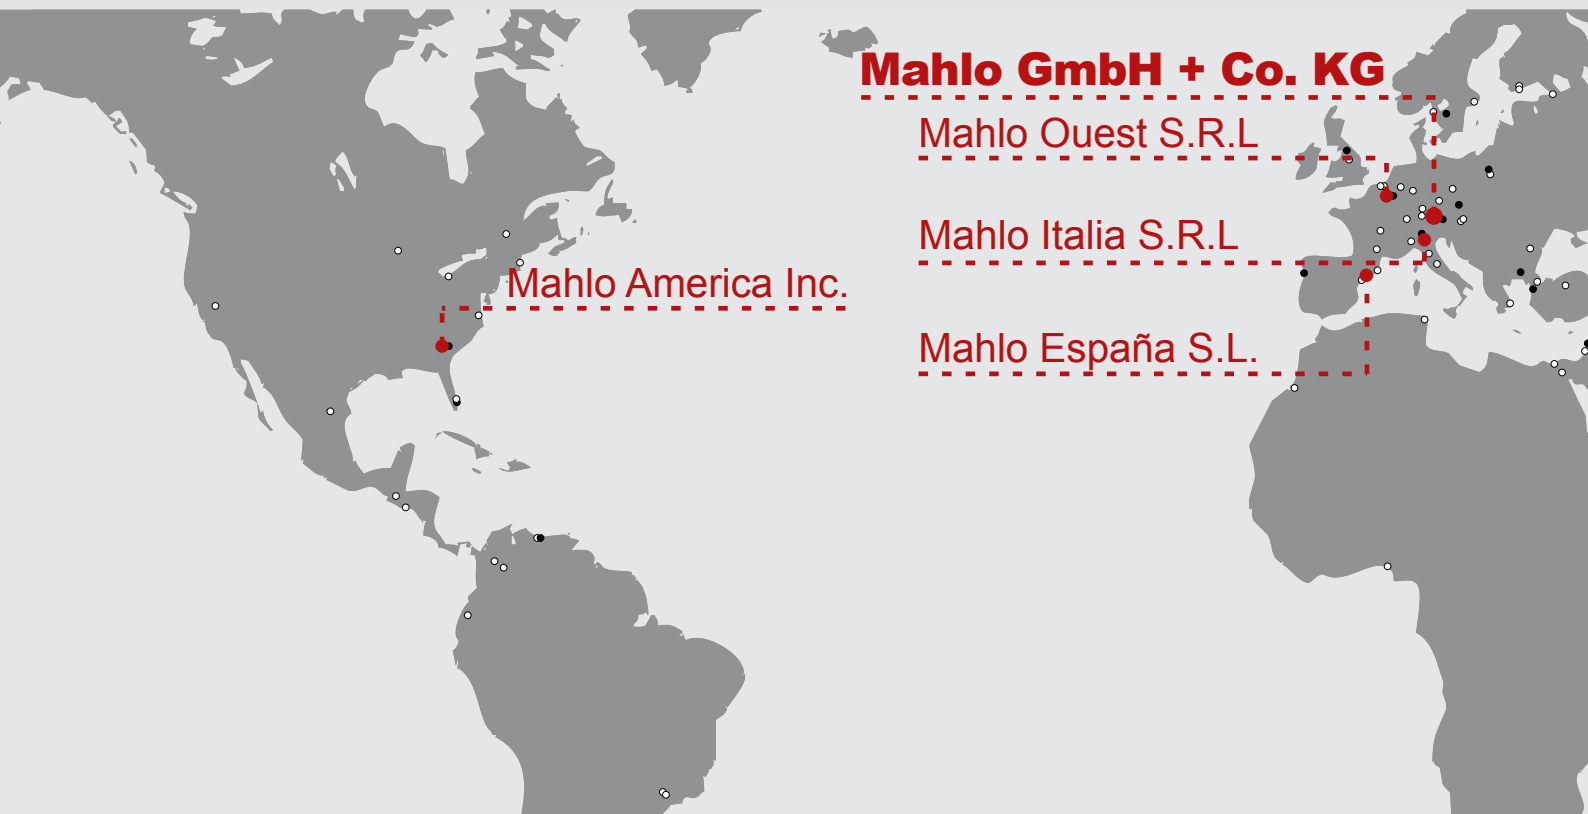 Mahlo GmbH + Co. KG
Mahlo Ouest S.R.L
Mahlo Italia S.R.L
Mahlo America Inc.
Mahlo España S.L.